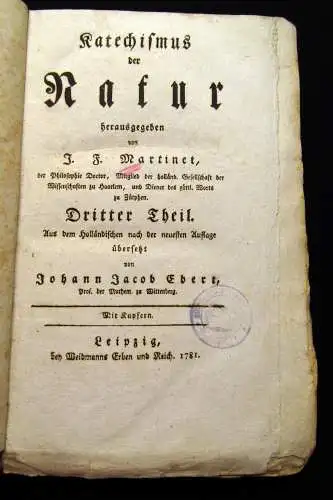 Katechismus
der
Natur
herausgegeben
von
J. F. Martinet,
der Philosophie Doctor, Mitglied der holländ. Gesellschaft der
Wissenschaften zu Haarlem, und Diener des göttl. Worts
zu Zütphen.
Dritter Theil.
Aus dem Holländischen nach der neuesten Auflage
übersetzt
von
Johann Jacob Ebert,
Prof. der Mathem. zu Wittenberg.
Mit Kupfern.
Leipzig,
bey Weidmanns Erben und Reich. 1781.